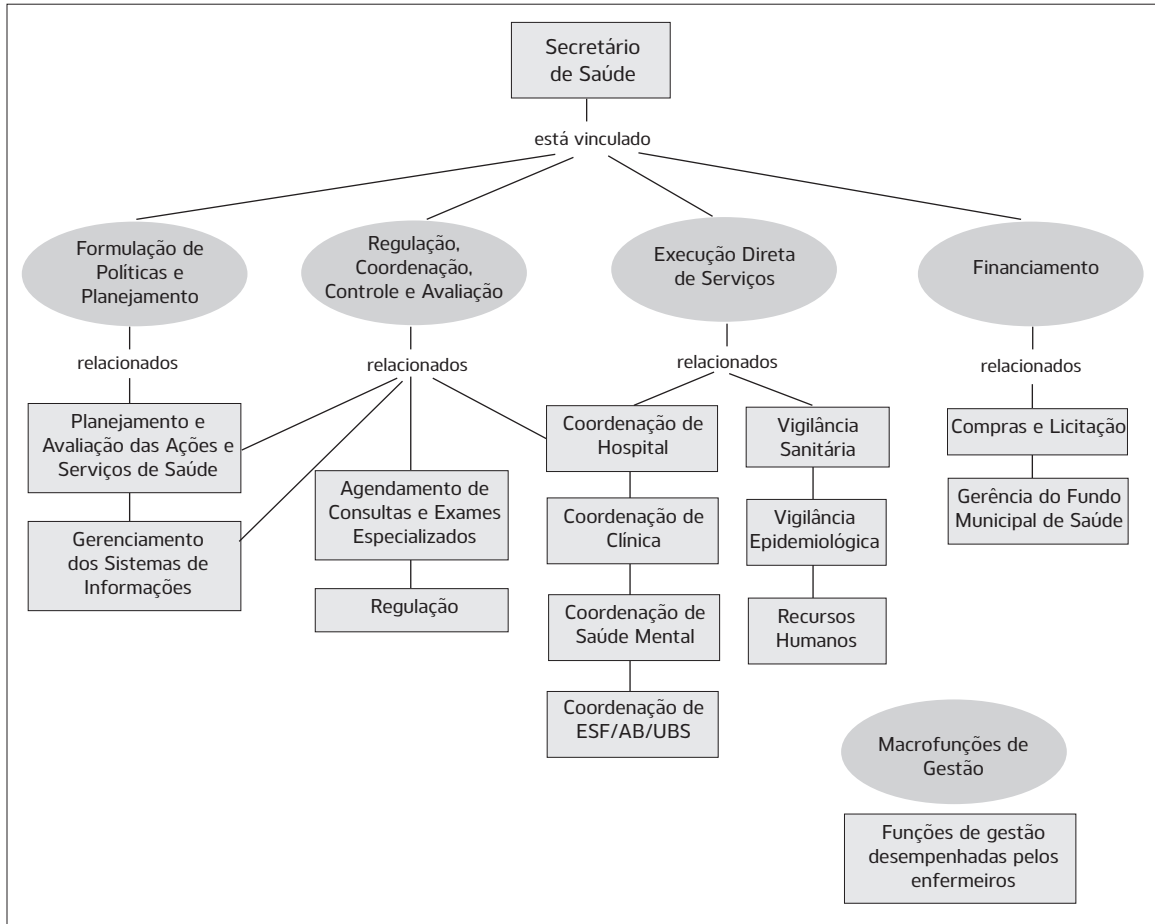 Secretário
de Saúde
está vinculado
Formulação de
Políticas e
Planejamento
Regulação,
Coordenação,
Controle e Avaliação
Execução Direta
de Serviços
Financiamento
relacionados
relacionados
relacionados
relacionados
Planejamento e
Avaliação das Ações e
Serviços de Saúde
Gerenciamento
dos Sistemas de
Informações
Agendamento de
Consultas e Exames
Especializados
Regulação
Coordenação de
Hospital
Coordenação de
Clínica
Coordenação de
Saúde Mental
Coordenação de
ESF/AB/UBS
Vigilância
Sanitária
Vigilância
Epidemiológica
Recursos
Humanos
Compras e Licitação
Gerência do Fundo
Municipal de Saúde
Macrofunções de
Gestão
Funções de gestão
desempenhadas pelos
enfermeiros